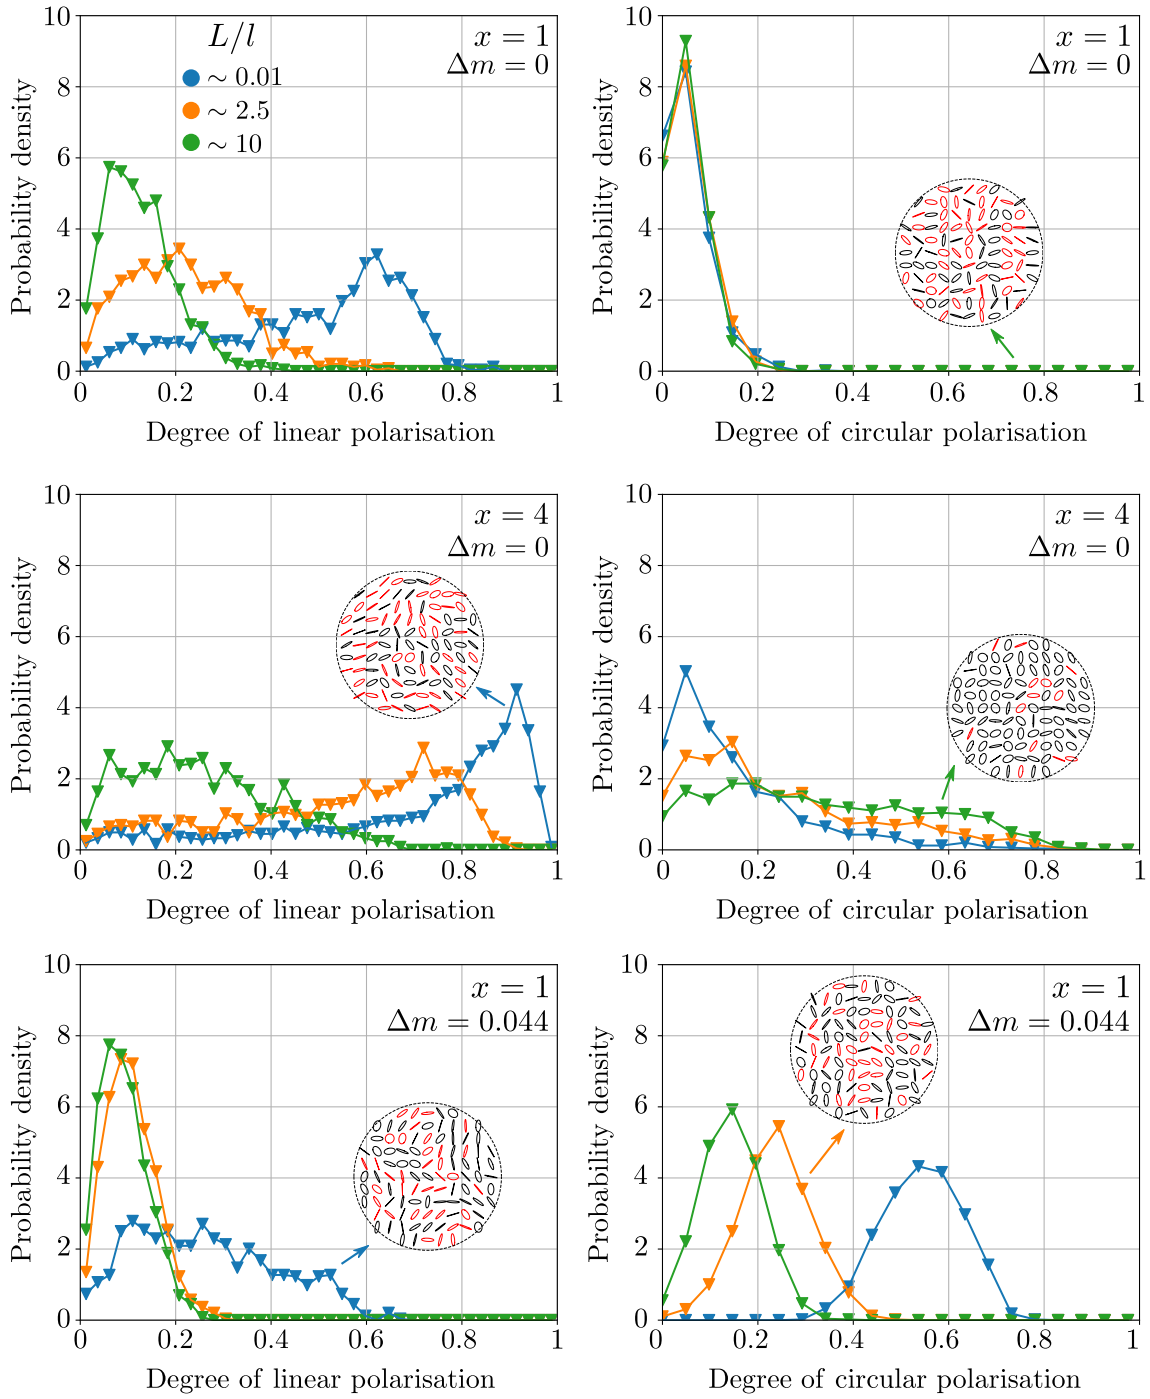 10
8
6
4
2
0
Probability density
L/l
∼ 0.01
∼ 2.5
∼ 10
x = 1
Δm = 0
0 0.2 0.4 0.6 0.8 1
Degree of linear polarisation
10
8
6
4
2
0
Probability density
x = 1
Δm = 0
0 0.2 0.4 0.6 0.8 1
Degree of circular polarisation
10
8
6
4
2
0
Probability density
x = 4
Δm = 0
0 0.2 0.4 0.6 0.8 1
Degree of linear polarisation
10
8
6
4
2
0
Probability density
x = 4
Δm = 0
0 0.2 0.4 0.6 0.8 1
Degree of circular polarisation
10
8
6
4
2
0
Probability density
x = 1
Δm = 0.044
0 0.2 0.4 0.6 0.8 1
Degree of linear polarisation
10
8
6
4
2
0
Probability density
x = 1
Δm = 0.044
0 0.2 0.4 0.6 0.8 1
Degree of circular polarisation